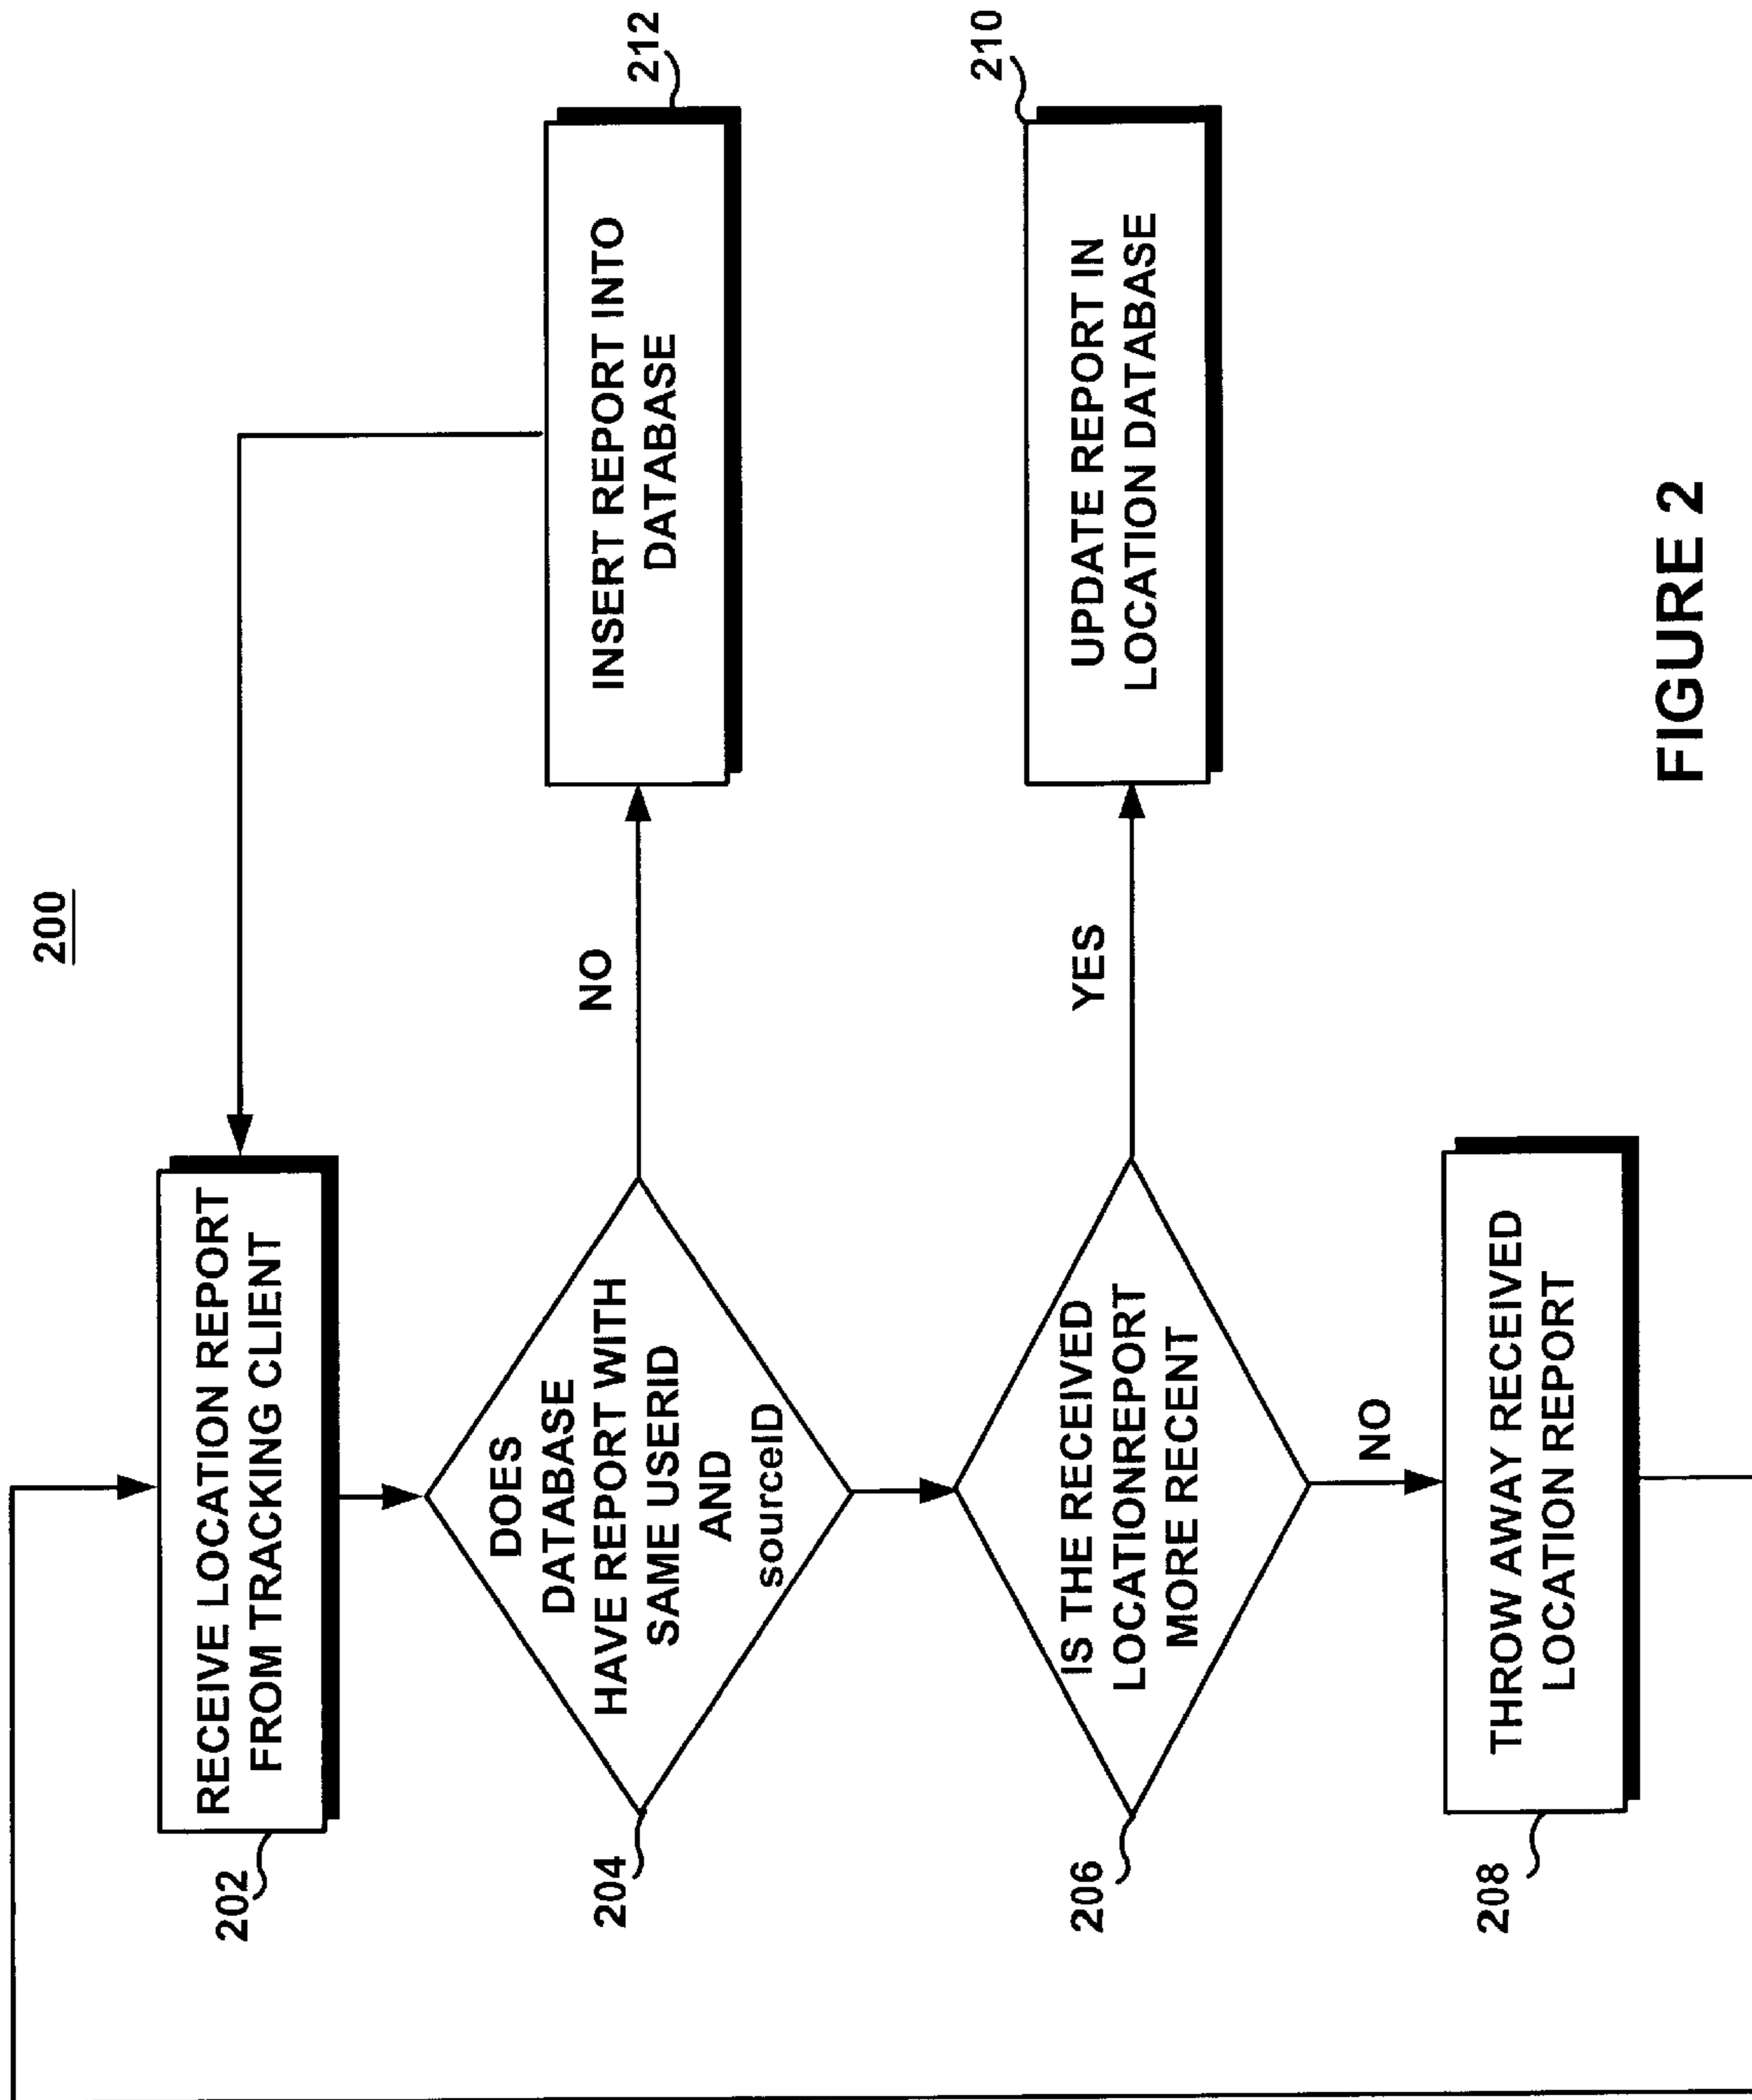 200
RECEIVE LOCATION REPORT
FROM TRACKING CLIENT
202
DOES
DATABASE
HAVE REPORT WITH
SAME USERID
AND
sourceID
204
NO
INSERT REPORT INTO
DATABASE
212
IS THE RECEIVED
LOCATIONREPORT
MORE RECENT
206
YES
UPDATE REPORT IN
LOCATION DATABASE
210
NO
THROW AWAY RECEIVED
LOCATION REPORT
208
FIGURE 2